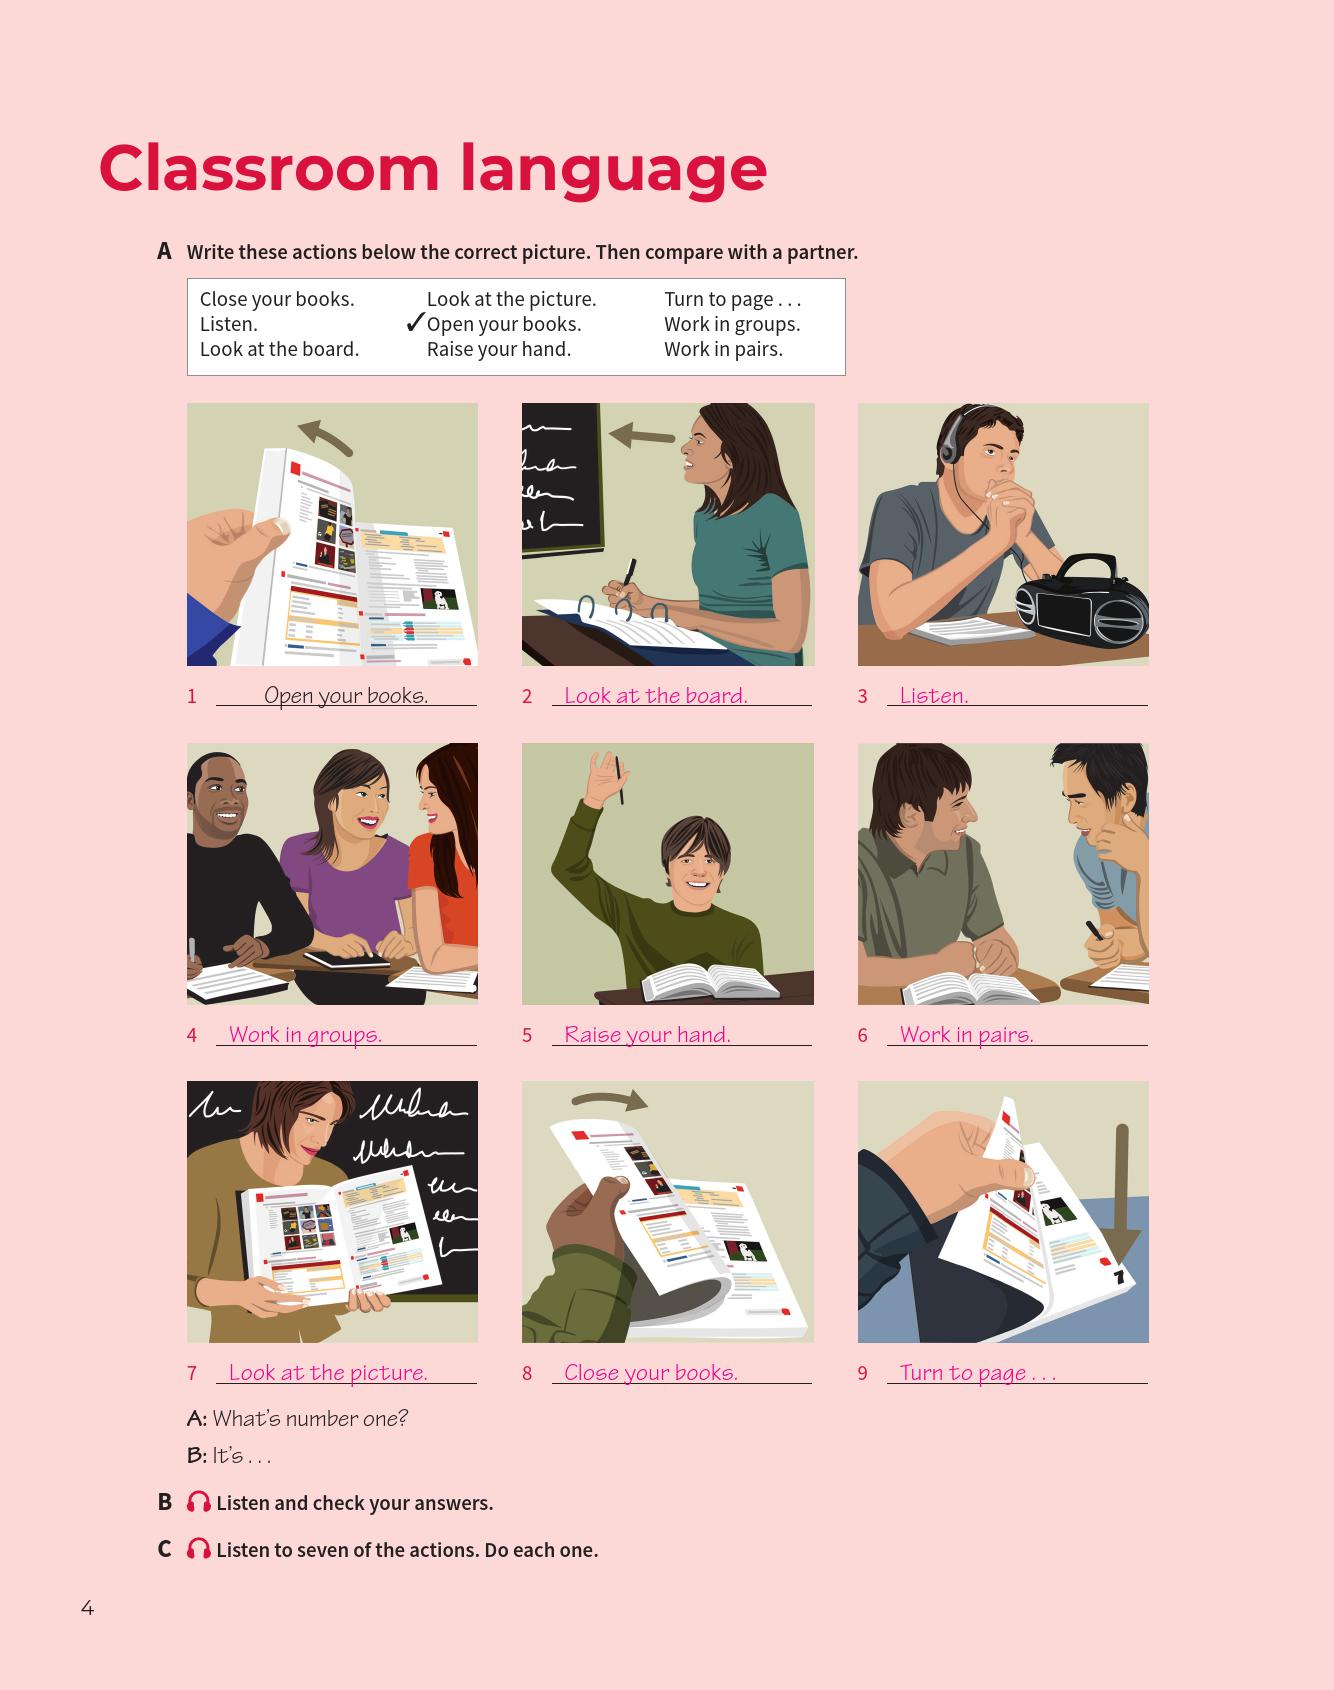 Classroom language
A Write these actions below the correct picture. Then compare with a partner.
Close your books. Look at the picture. Turn to page . . .
Listen. ✓Open your books. Work in groups.
Look at the board. Raise your hand. Work in pairs.
1 Open your books. 2 Look at the board. 3 Listen.
4 Work in groups. 5 Raise your hand. 6 Work in pairs.
7
7 Look at the picture. 8 Close your books. 9 Turn to page . . .
A: What's number one?
B: It's . . .
B Listen and check your answers.
C Listen to seven of the actions. Do each one.
4